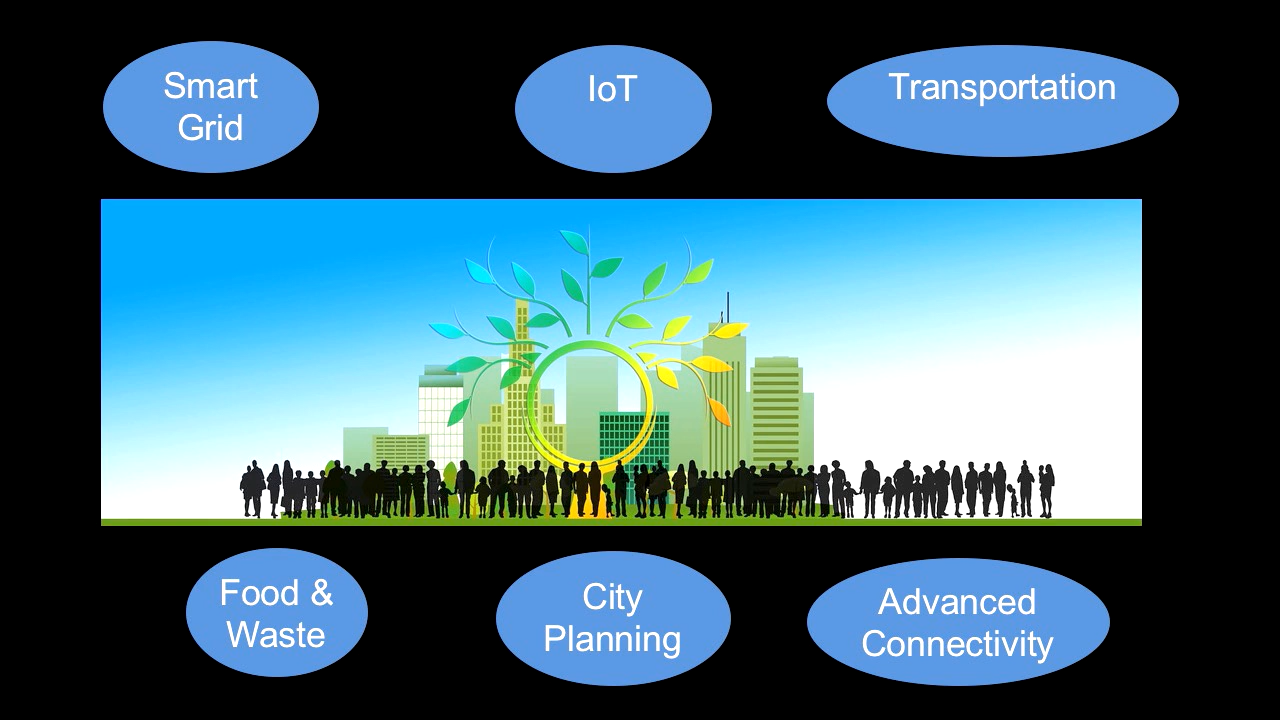 Smart
Grid
IoT
Transportation
Food &
Waste
City
Planning
Advanced
Connectivity